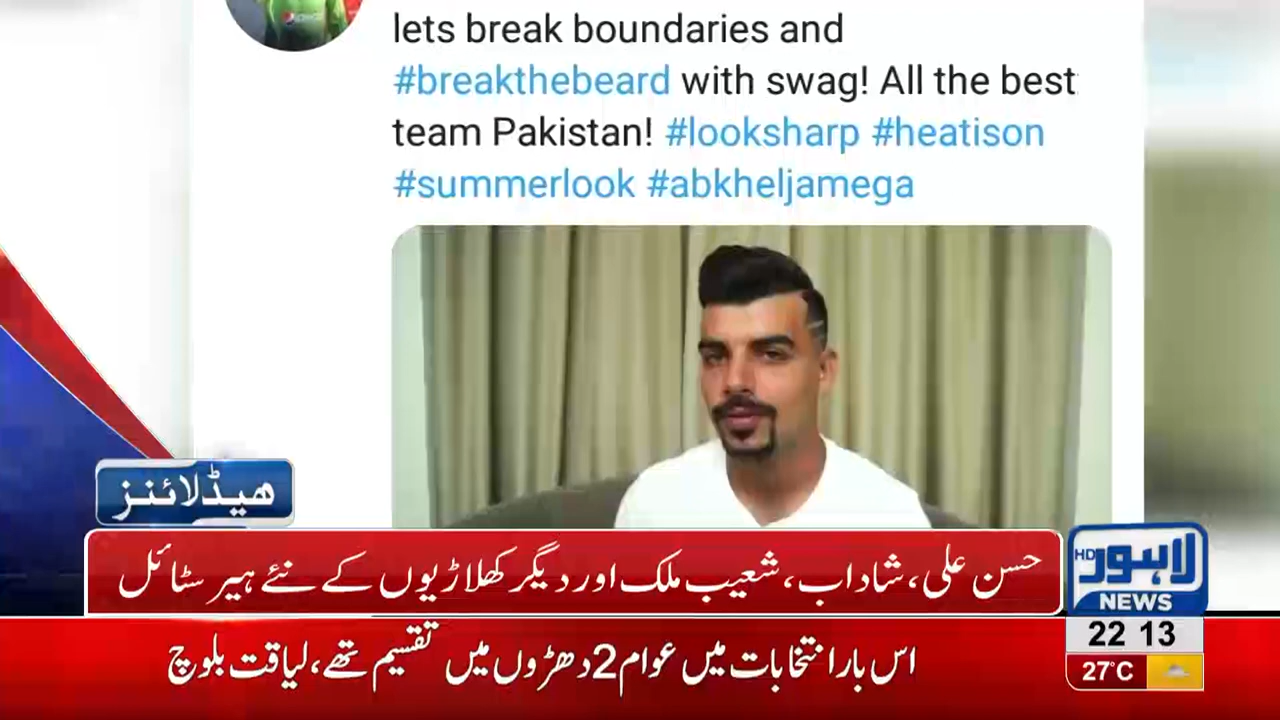 lets break boundaries and
#breakthebeard with swag! All the best
team Pakistan! #looksharp #heatison
#summerlook #abkheljamega
ھیڈلائنز
حسن علی، شاداب، شعیب ملک اور دیگر کھلاڑیوں کے نئے ہیر سٹائل
HD لاہور
NEWS
22 13
اس بار انتخابات میں عوام 2 دھڑوں میں تقسیم تھے، لیاقت بلوچ
27°C